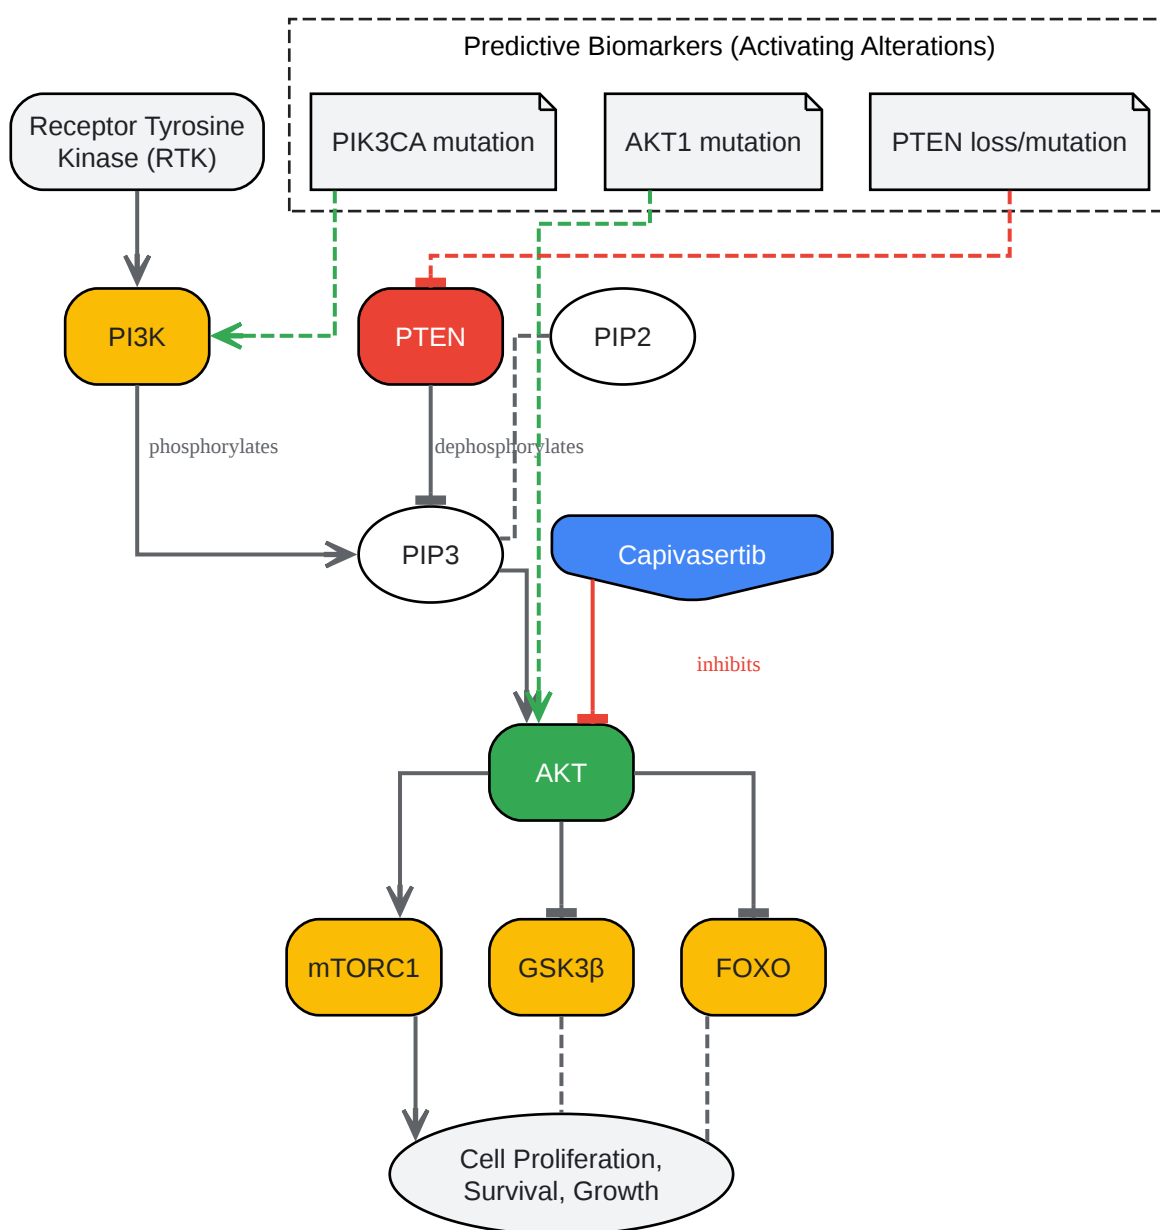 Predictive Biomarkers (Activating Alterations)
Receptor Tyrosine
Kinase (RTK)
PIK3CA mutation
AKT1 mutation
PTEN loss/mutation
PI3K
PTEN
PIP2
phosphorylates
dephosphorylates
PIP3
Capivasertib
inhibits
AKT
mTORC1
GSK3β
FOXO
Cell Proliferation,
Survival, Growth